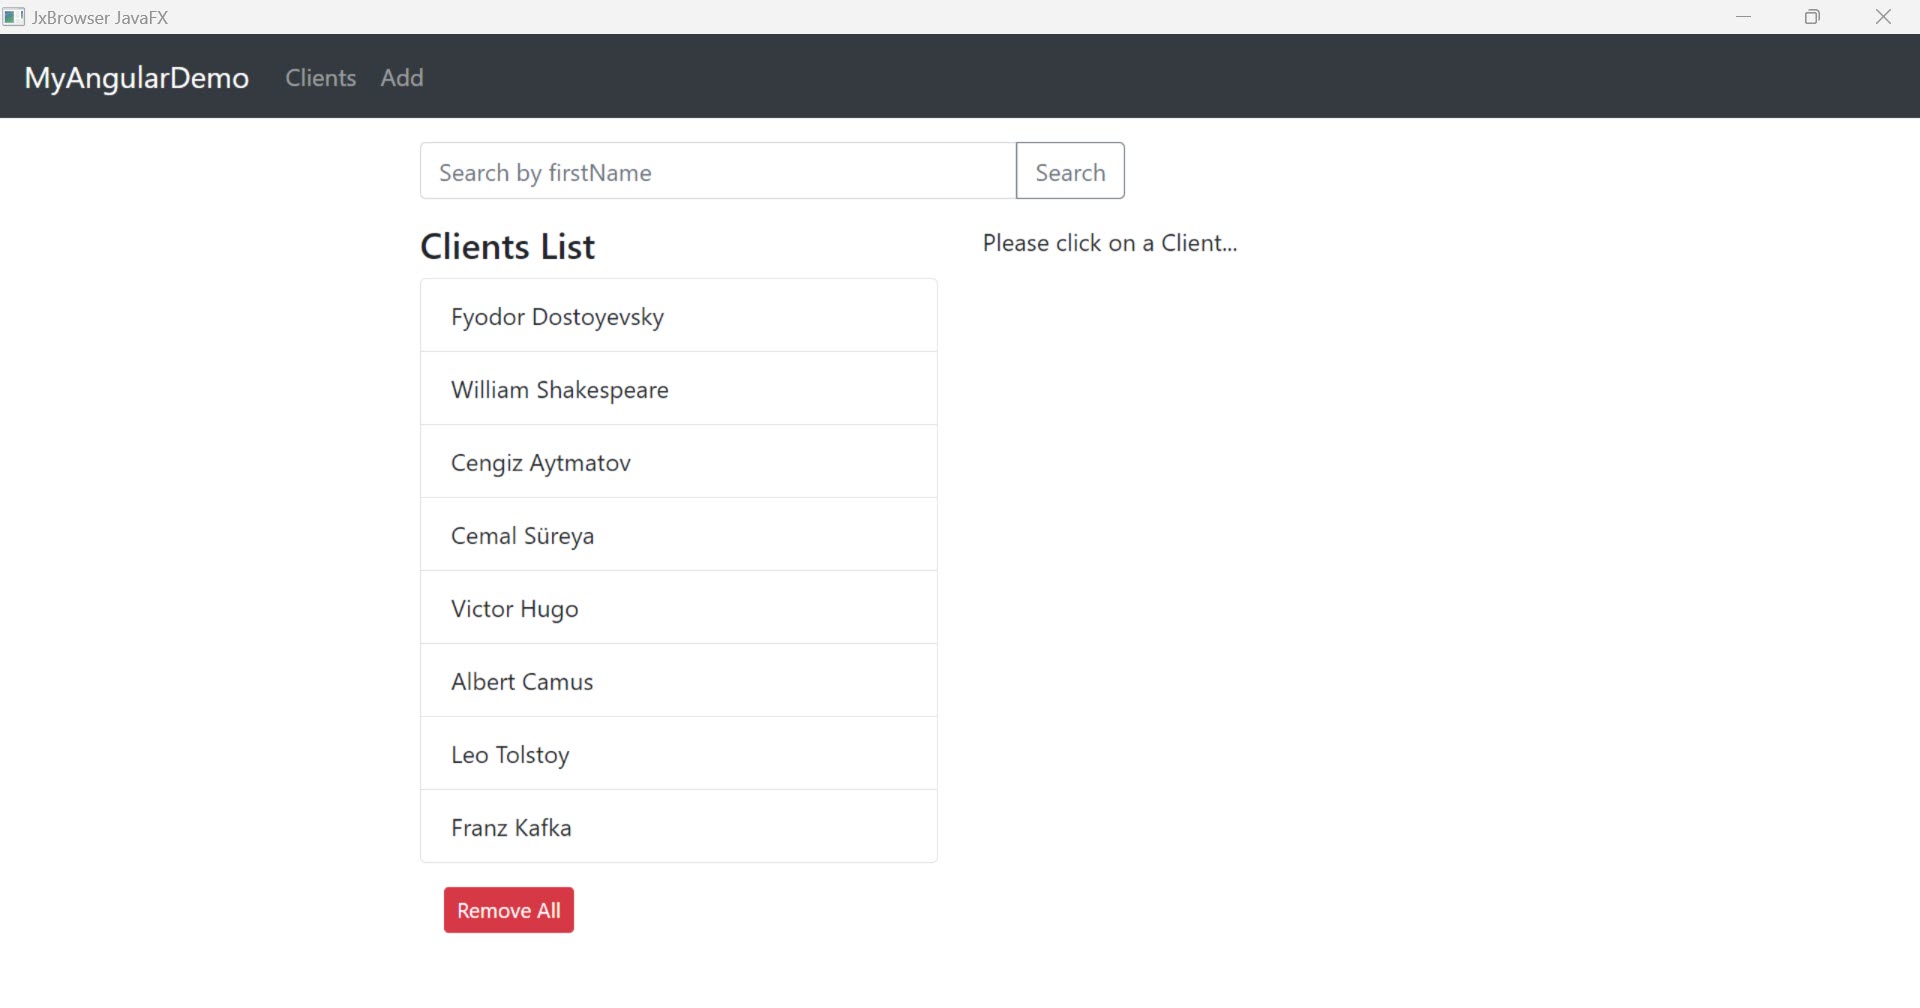 JxBrowser JavaFX
MyAngularDemo Clients Add
Search by firstName Search
Clients List
Please click on a Client...
Fyodor Dostoyevsky
William Shakespeare
Cengiz Aytmatov
Cemal Süreya
Victor Hugo
Albert Camus
Leo Tolstoy
Franz Kafka
Remove All